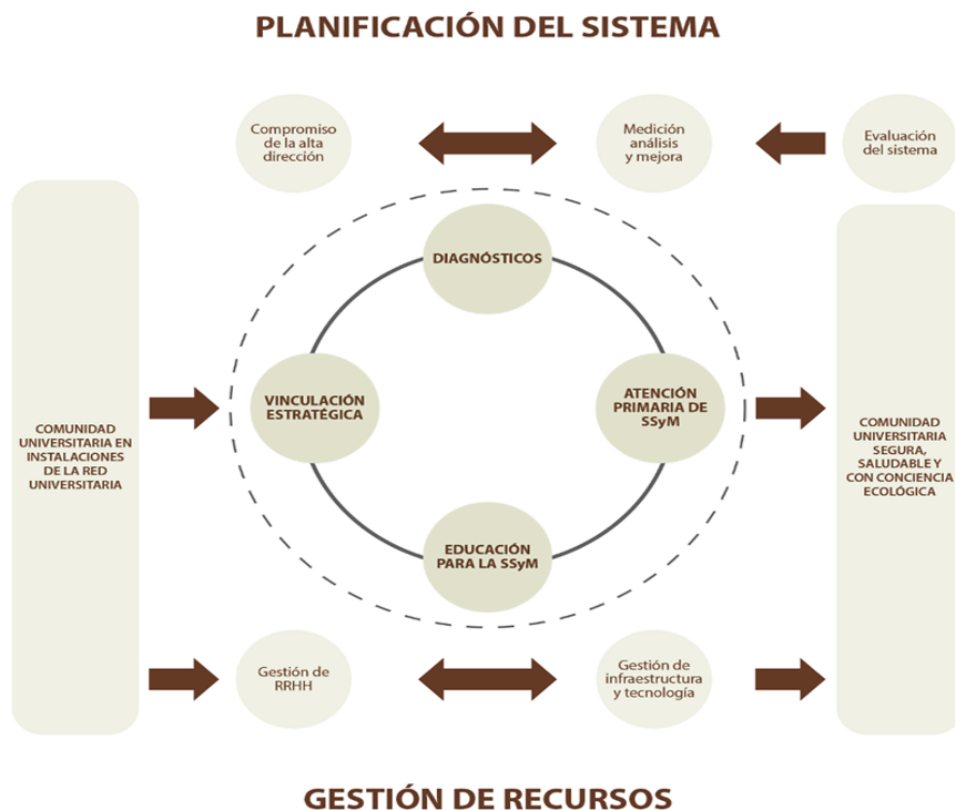 PLANIFICACIÓN DEL SISTEMA
Compromiso
de la alta
dirección
Medición
análisis
y mejora
Evaluación
del sistema
DIAGNÓSTICOS
VINCULACIÓN
ESTRATÉGICA
ATENCIÓN
PRIMARIA DE
SSyM
COMUNIDAD
UNIVERSITARIA EN
INSTALACIONES
DE LA RED
UNIVERSITARIA
COMUNIDAD
UNIVERSITARIA
SEGURA,
SALUDABLE Y
CON CONCIENCIA
ECOLÓGICA
EDUCACIÓN
PARA LA SSyM
Gestión de
RRHH
Gestión de
infraestructura
y tecnología
GESTIÓN DE RECURSOS